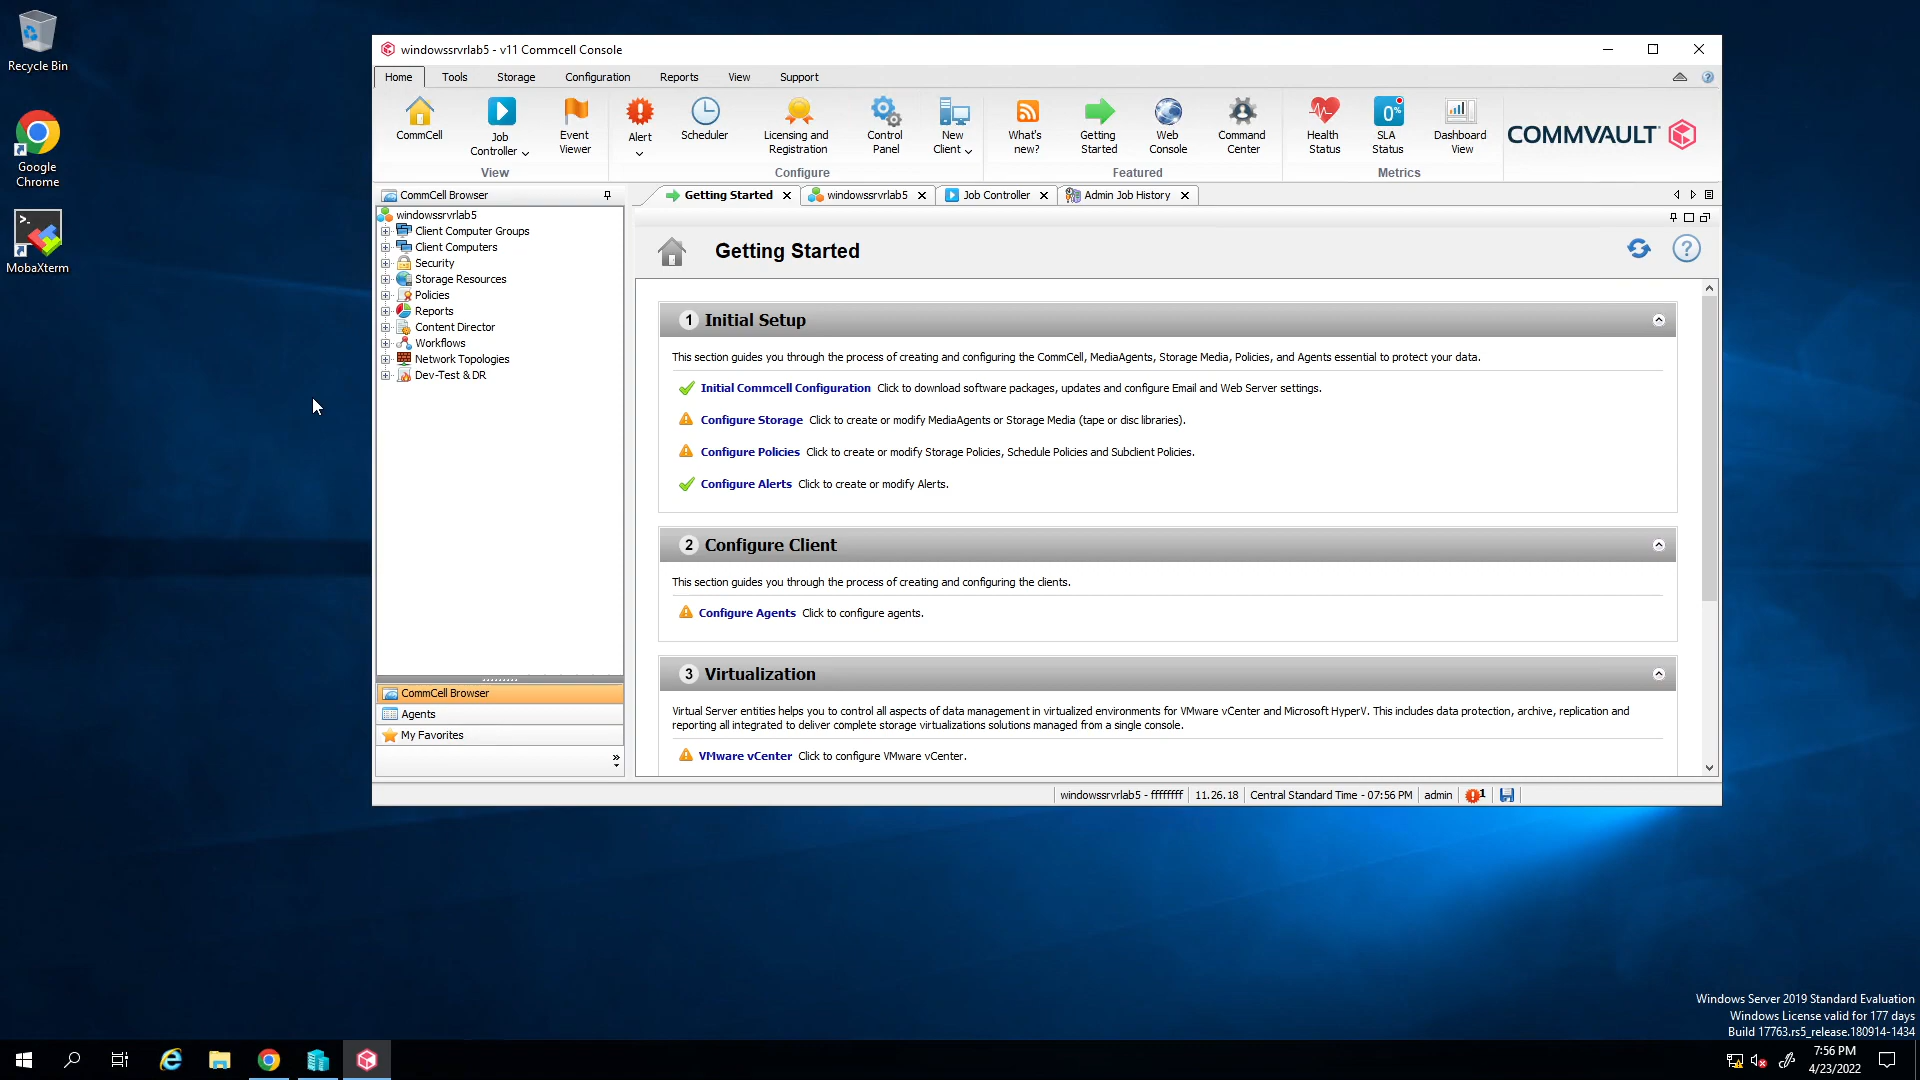 Recycle Bin
Google
Chrome
MobaXterm
windowssrvrlab5 - v11 Commcell Console
Home Tools Storage Configuration Reports View Support
CommCell
Job
Controller
Event
Viewer
View
Alert
Scheduler
Licensing and
Registration
Control
Panel
New
Client
Configure
What's
new?
Getting
Started
Web
Console
Command
Center
Featured
Health
Status
0%
SLA
Status
Dashboard
View
Metrics
COMMVAULT
CommCell Browser
windowssrvrlab5
Client Computer Groups
Client Computers
Security
Storage Resources
Policies
Reports
Content Director
Workflows
Network Topologies
Dev-Test & DR
CommCell Browser
Agents
My Favorites
Getting Started windowssrvrlab5 Job Controller Admin Job History
Getting Started
1 Initial Setup
This section guides you through the process of creating and configuring the CommCell, MediaAgents, Storage Media, Policies, and Agents essential to protect your data.
Initial Commcell Configuration Click to download software packages, updates and configure Email and Web Server settings.
Configure Storage Click to create or modify MediaAgents or Storage Media (tape or disc libraries).
Configure Policies Click to create or modify Storage Policies, Schedule Policies and Subclient Policies.
Configure Alerts Click to create or modify Alerts.
2 Configure Client
This section guides you through the process of creating and configuring the clients.
Configure Agents Click to configure agents.
3 Virtualization
Virtual Server entities helps you to control all aspects of data management in virtualized environments for VMware vCenter and Microsoft HyperV. This includes data protection, archive, replication and
reporting all integrated to deliver complete storage virtualizations solutions managed from a single console.
VMware vCenter Click to configure VMware vCenter.
windowssrvrlab5 - ffffffff 11.26.18 Central Standard Time - 07:56 PM admin 1
Windows Server 2019 Standard Evaluation
Windows License valid for 177 days
Build 17763.rs5_release.180914-1434
7:56 PM
4/23/2022